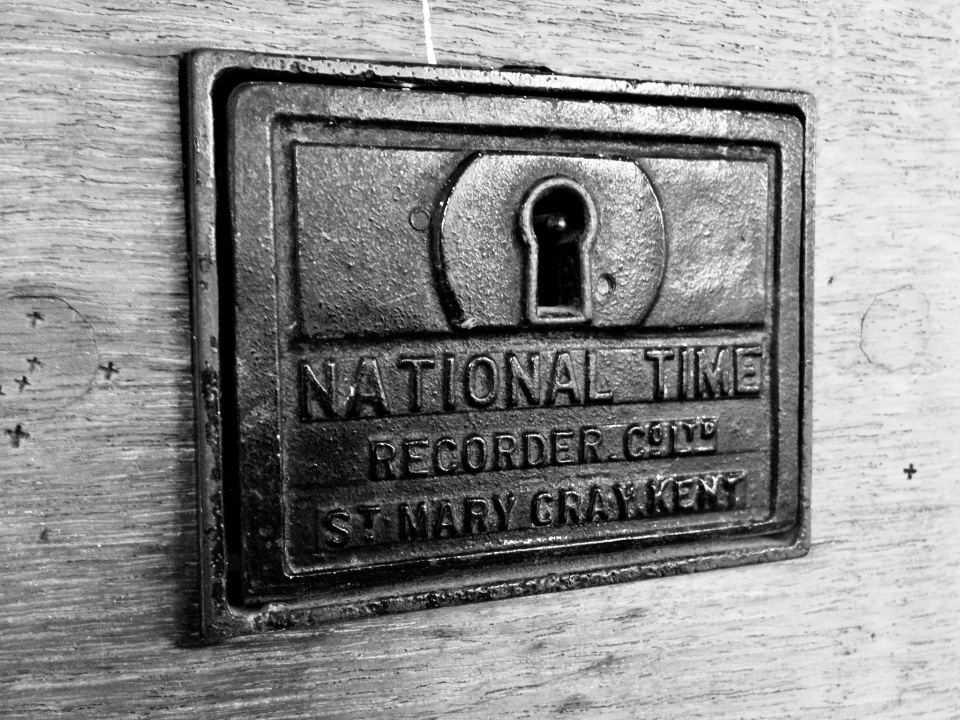 NATIONAL TIME
RECORDER. CO LTD
ST MARY CRAY. KENT